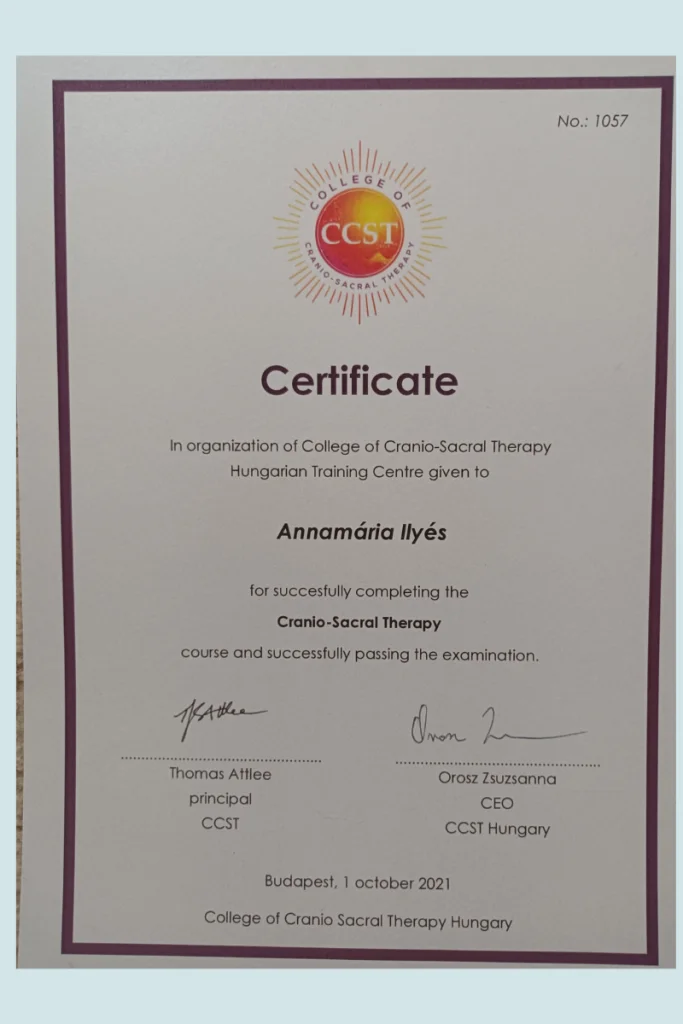 No.: 1057
COLLEGE OF
CCST
CRANIO-SACRAL THERAPY
Certificate
In organization of College of Cranio-Sacral Therapy
Hungarian Training Centre given to
Annamária Ilyés
for succesfully completing the
Cranio-Sacral Therapy
course and successfully passing the examination.
Thomas Attlee
principal
CCST
Orosz Zsuzsanna
CEO
CCST Hungary
Budapest, 1 october 2021
College of Cranio Sacral Therapy Hungary